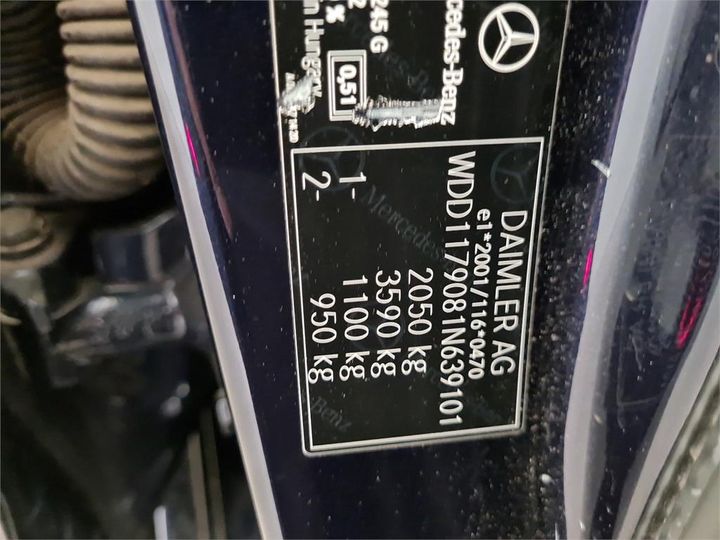 Mercedes-Benz
245 G
0,51
DAIMLER AG
e1*2001/116*0470
WDD1179081N639101
2050 kg
3590 kg
1- 1100 kg
2- 950 kg